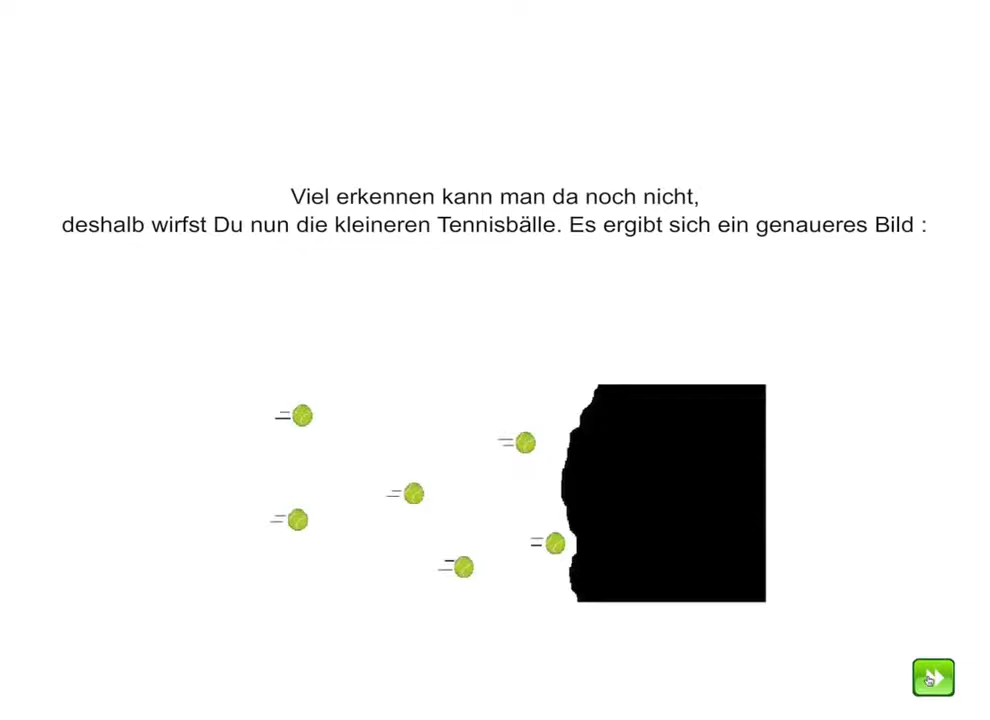 Viel erkennen kann man da noch nicht,
deshalb wirfst Du nun die kleineren Tennisbälle. Es ergibt sich ein genaueres Bild :